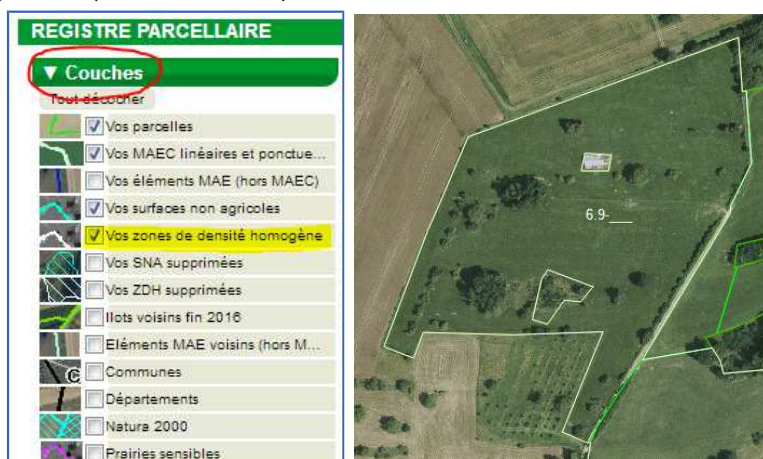 REGISTRE PARCELLAIRE
▼ Couches
Tout décocher
Vos parcelles
Vos MAEC linéaires et ponctue...
Vos éléments MAE (hors MAEC)
Vos surfaces non agricoles
Vos zones de densité homogène
Vos SNA supprimées
Vos ZDH supprimées
Ilots voisins fin 2016
Eléments MAE voisins (hors M...
C Communes
Départements
Natura 2000
Prairies sensibles
6.9-___